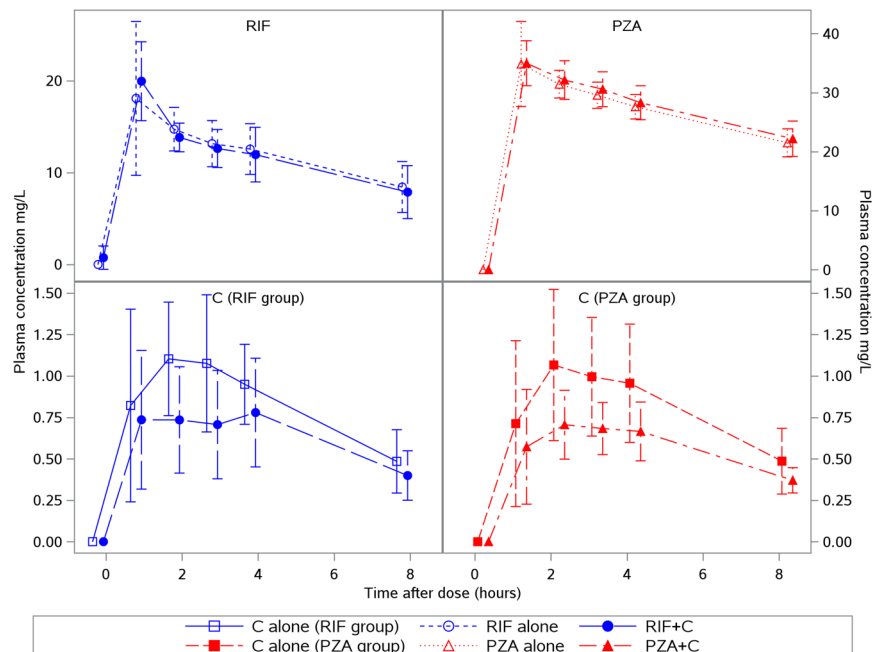 RIF
PZA
20
10
0
40
30
20
10
0
Plasma concentration mg/L
Plasma concentration mg/L
C (RIF group)
C (PZA group)
1.50
1.25
1.00
0.75
0.50
0.25
0.00
1.50
1.25
1.00
0.75
0.50
0.25
0.00
0 2 4 6 8 0 2 4 6 8
Time after dose (hours)
C alone (RIF group) RIF alone RIF+C
C alone (PZA group) PZA alone PZA+C